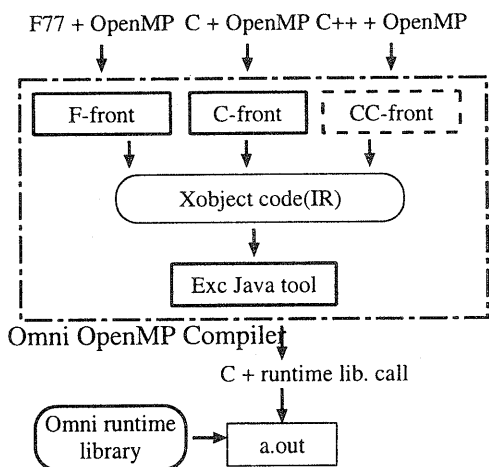 F77 + OpenMP C + OpenMP C++ + OpenMP
F-front
C-front
CC-front
Xobject code(IR)
Exc Java tool
Omni OpenMP Compiler
C + runtime lib. call
Omni runtime
library
a.out